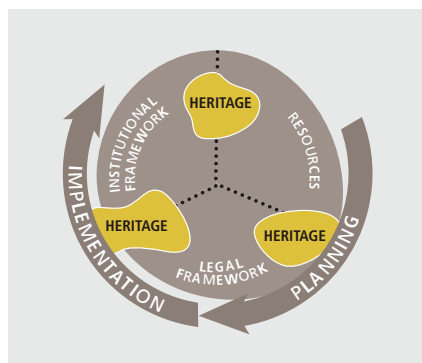 HERITAGE
INSTITUTIONAL
FRAMEWORK
RESOURCES
IMPLEMENTATION
HERITAGE
HERITAGE
LEGAL
FRAMEWORK
PLANNING